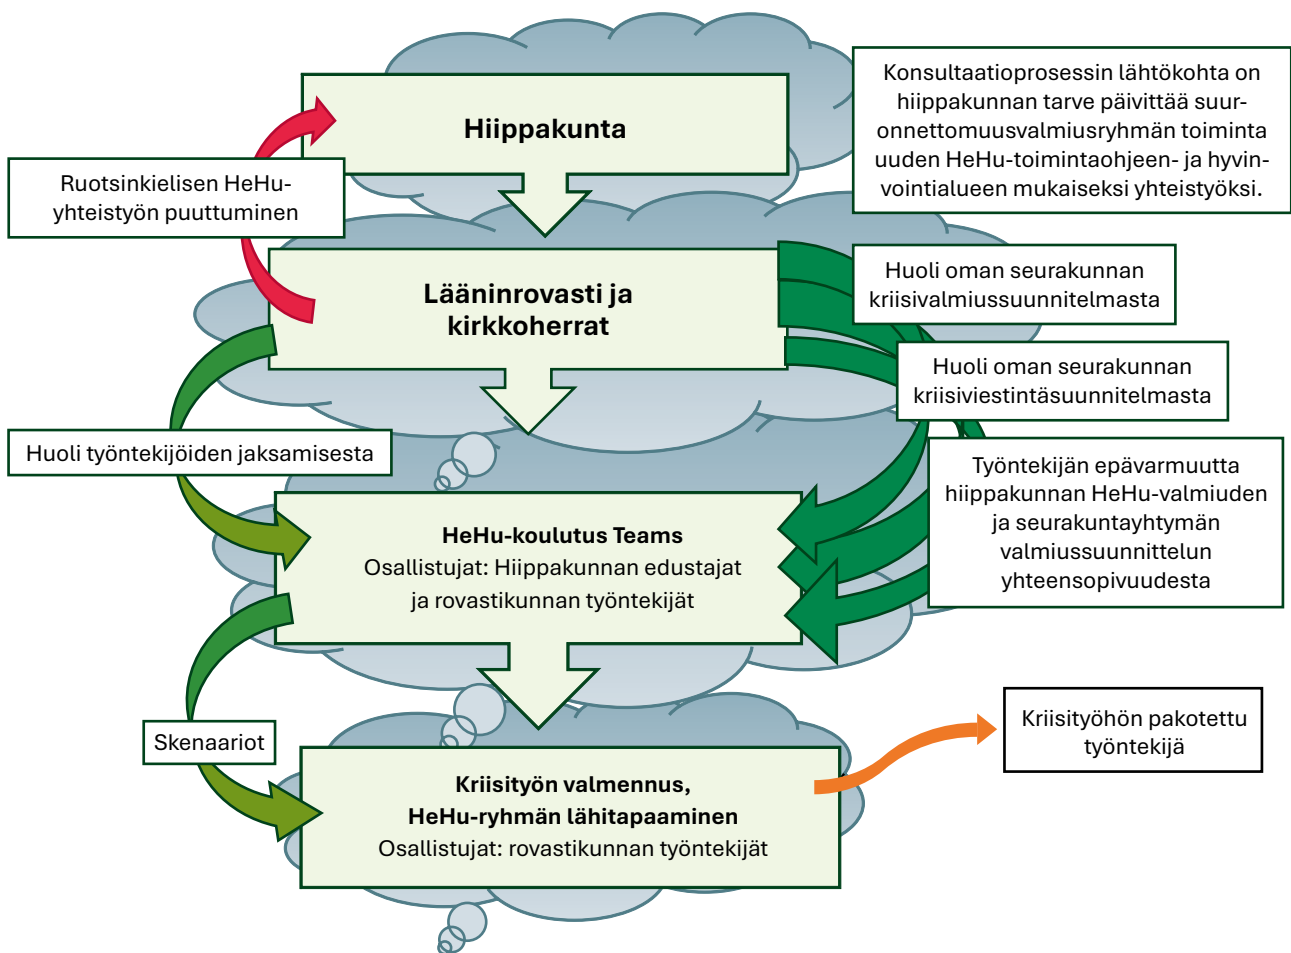 Hiippakunta
Konsultaatioprosessin lähtökohta on
hiippakunnan tarve päivittää suur-
onnettomuusvalmiusryhmän toiminta
uuden HeHu-toimintaohjeen- ja hyvin-
vointialueen mukaiseksi yhteistyöksi.
Ruotsinkielisen HeHu-
yhteistyön puuttuminen
Lääninrovasti ja
kirkkoherrat
Huoli oman seurakunnan
kriisivalmiussuunnitelmasta
Huoli oman seurakunnan
kriisiviestintäsuunnitelmasta
Huoli työntekijöiden jaksamisesta
Työntekijän epävarmuutta
hiippakunnan HeHu-valmiuden
ja seurakuntayhtymän
valmiussuunnittelun
yhteensopivuudesta
HeHu-koulutus Teams
Osallistujat: Hiippakunnan edustajat
ja rovastikunnan työntekijät
Skenaariot
Kriisityöhön pakotettu
työntekijä
Kriisityön valmennus,
HeHu-ryhmän lähitapaaminen
Osallistujat: rovastikunnan työntekijät